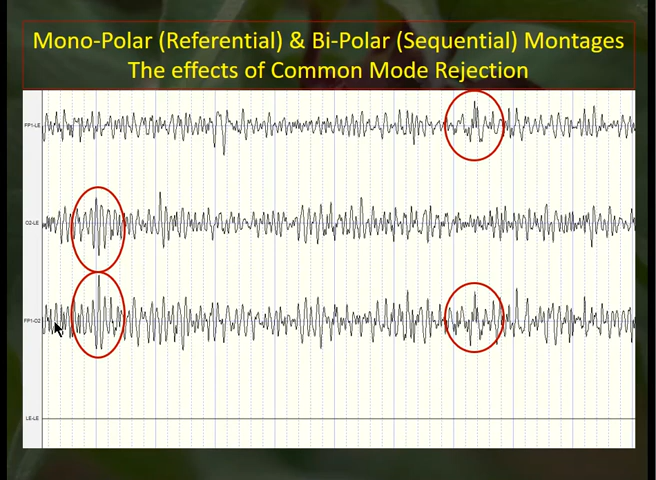 Mono-Polar (Referential) & Bi-Polar (Sequential) Montages
The effects of Common Mode Rejection
FP1-LE
O2-LE
FP1-O2
LE-LE